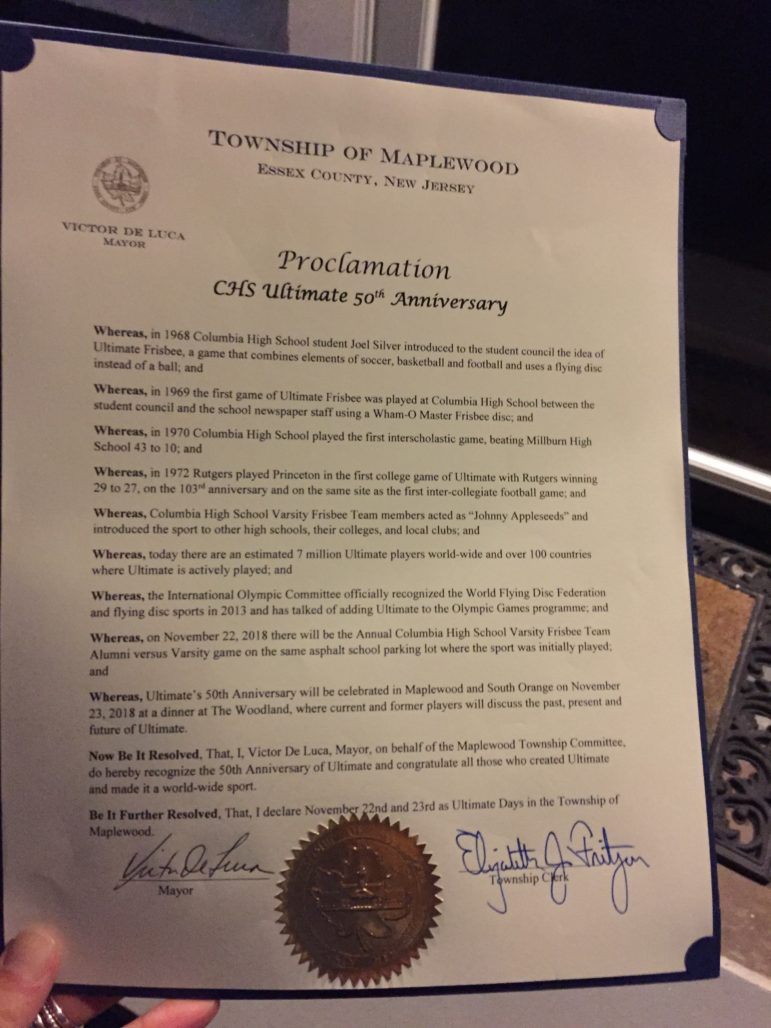 TOWNSHIP OF MAPLEWOOD
ESSEX COUNTY, NEW JERSEY
VICTOR DE LUCA
MAYOR
Proclamation
CHS Ultimate 50th Anniversary
Whereas, in 1968 Columbia High School student Joel Silver introduced to the student council the idea of
Ultimate Frisbee, a game that combines elements of soccer, basketball and football and uses a flying disc
instead of a ball; and
Whereas, in 1969 the first game of Ultimate Frisbee was played at Columbia High School between the
student council and the school newspaper staff using a Wham-O Master Frisbee disc; and
Whereas, in 1970 Columbia High School played the first interscholastic game, beating Millburn High
School 43 to 10; and
Whereas, in 1972 Rutgers played Princeton in the first college game of Ultimate with Rutgers winning
29 to 27, on the 103rd anniversary and on the same site as the first inter-collegiate football game; and
Whereas, Columbia High School Varsity Frisbee Team members acted as “Johnny Appleseeds” and
introduced the sport to other high schools, their colleges, and local clubs; and
Whereas, today there are an estimated 7 million Ultimate players world-wide and over 100 countries
where Ultimate is actively played; and
Whereas, the International Olympic Committee officially recognized the World Flying Disc Federation
and flying disc sports in 2013 and has talked of adding Ultimate to the Olympic Games programme; and
Whereas, on November 22, 2018 there will be the Annual Columbia High School Varsity Frisbee Team
Alumni versus Varsity game on the same asphalt school parking lot where the sport was initially played;
and
Whereas, Ultimate's 50th Anniversary will be celebrated in Maplewood and South Orange on November
23, 2018 at a dinner at The Woodland, where current and former players will discuss the past, present and
future of Ultimate.
Now Be It Resolved, That, I, Victor De Luca, Mayor, on behalf of the Maplewood Township Committee,
do hereby recognize the 50th Anniversary of Ultimate and congratulate all those who created Ultimate
and made it a world-wide sport.
Be It Further Resolved, That, I declare November 22nd and 23rd as Ultimate Days in the Township of
Maplewood.
Victor De Luca
Elizabeth J. Fritzen
Mayor
Township Clerk